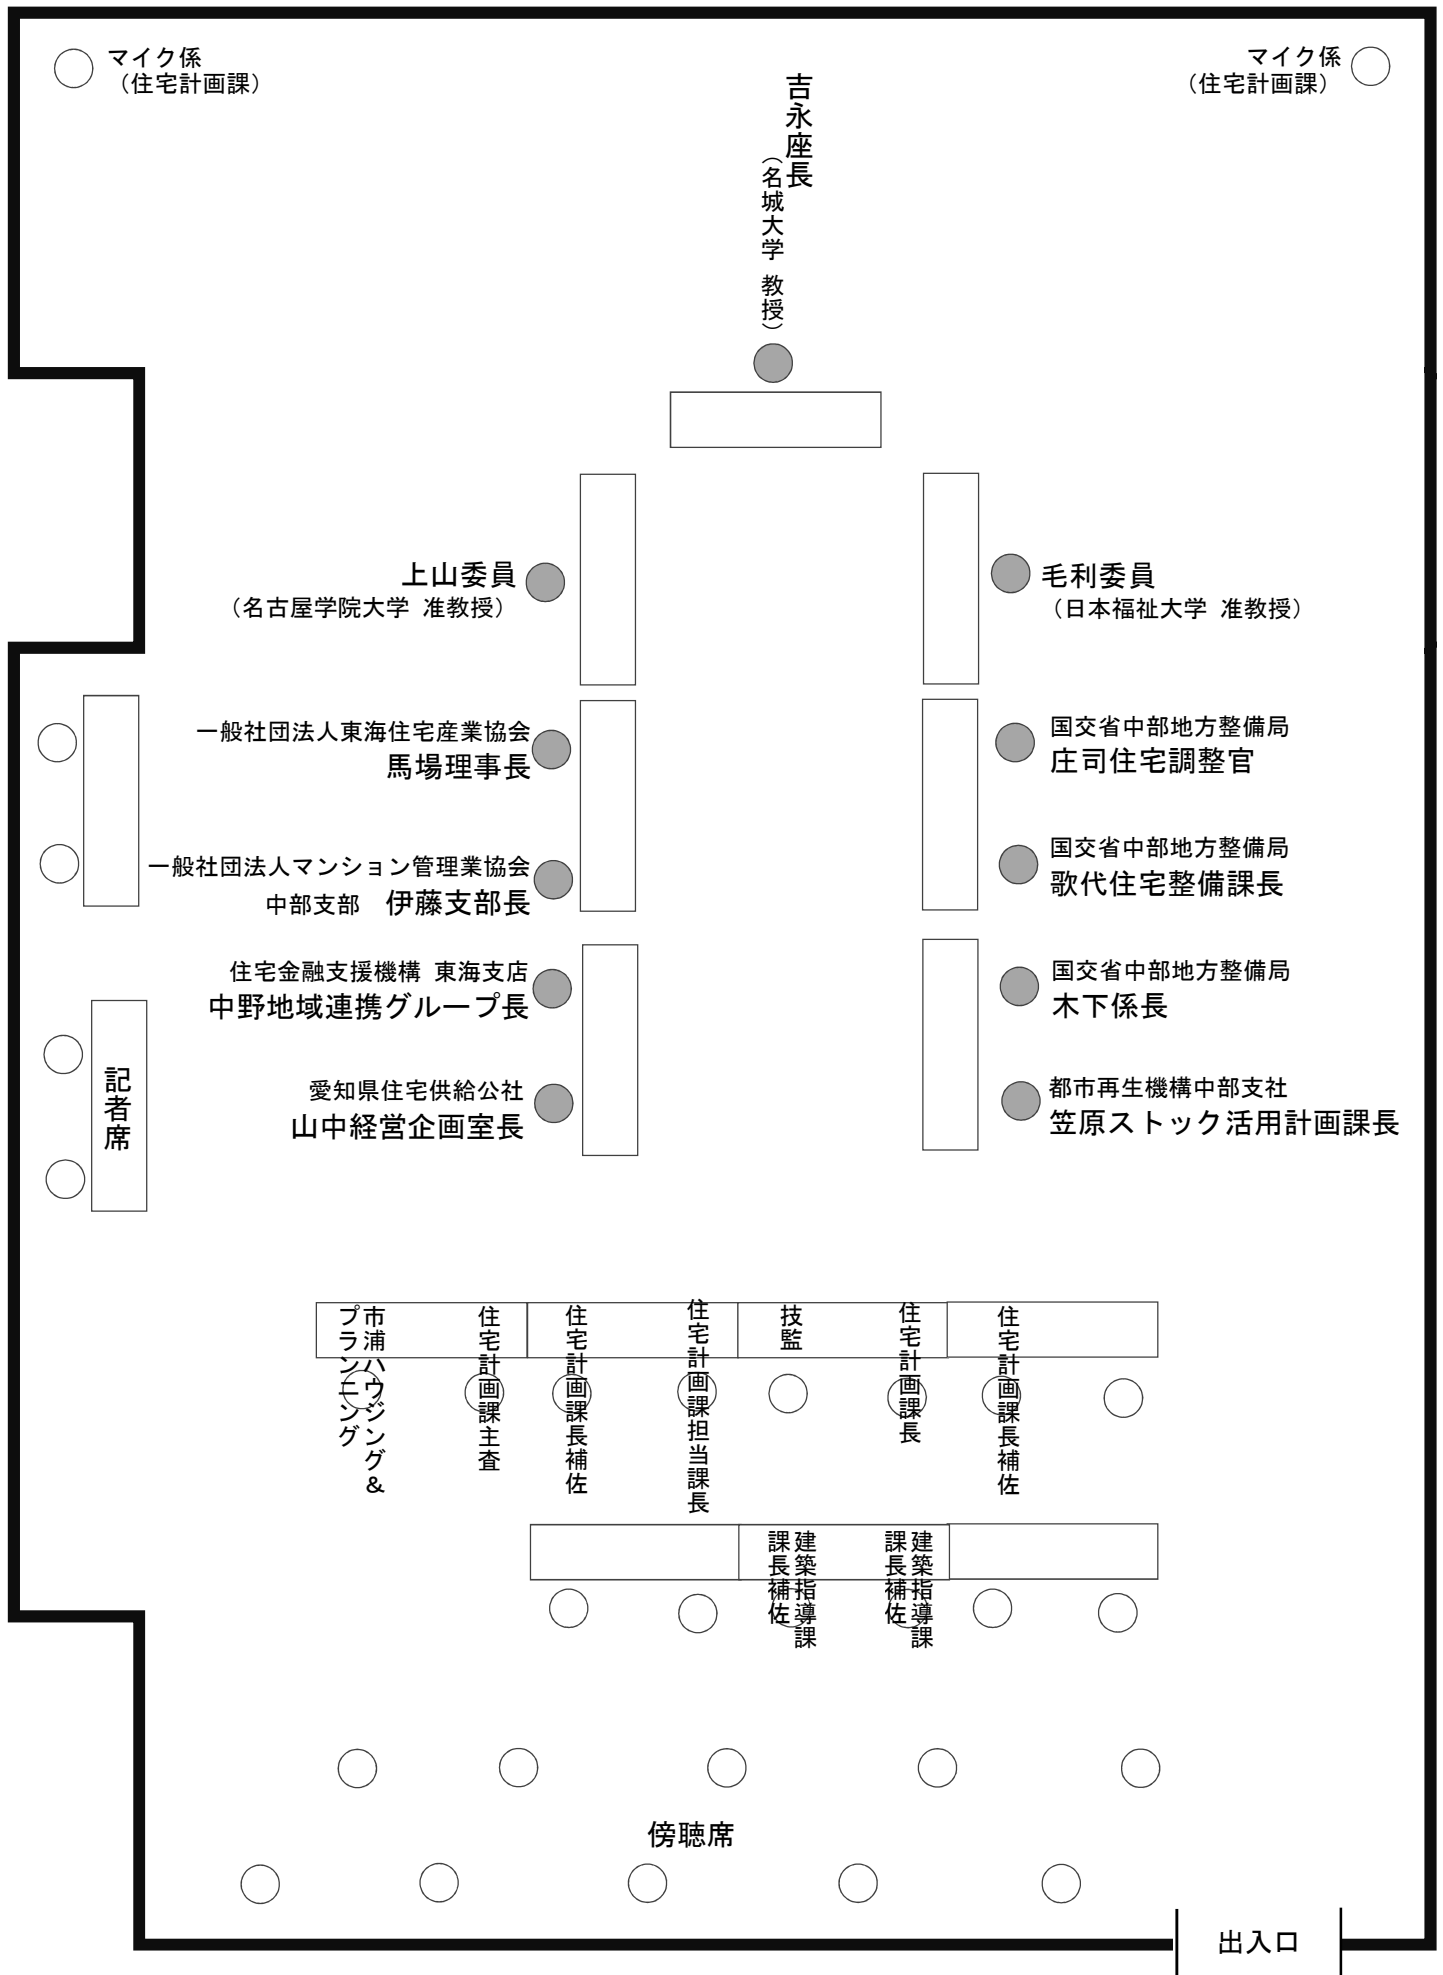 マイク係
（住宅計画課）
マイク係
（住宅計画課）
吉永座長
（名城大学 教授）
上山委員
（名古屋学院大学 准教授）
毛利委員
（日本福祉大学 准教授）
一般社団法人東海住宅産業協会
馬場理事長
国交省中部地方整備局
庄司住宅調整官
一般社団法人マンション管理業協会
中部支部　伊藤支部長
国交省中部地方整備局
歌代住宅整備課長
住宅金融支援機構 東海支店
中野地域連携グループ長
国交省中部地方整備局
木下係長
愛知県住宅供給公社
山中経営企画室長
都市再生機構中部支社
笠原ストック活用計画課長
記者席
市浦ハウジング＆
プランニング
住宅計画課主査
住宅計画課長補佐
住宅計画課担当課長
技監
住宅計画課長
住宅計画課長補佐
建築指導課
課長補佐
建築指導課
課長補佐
傍聴席
出入口